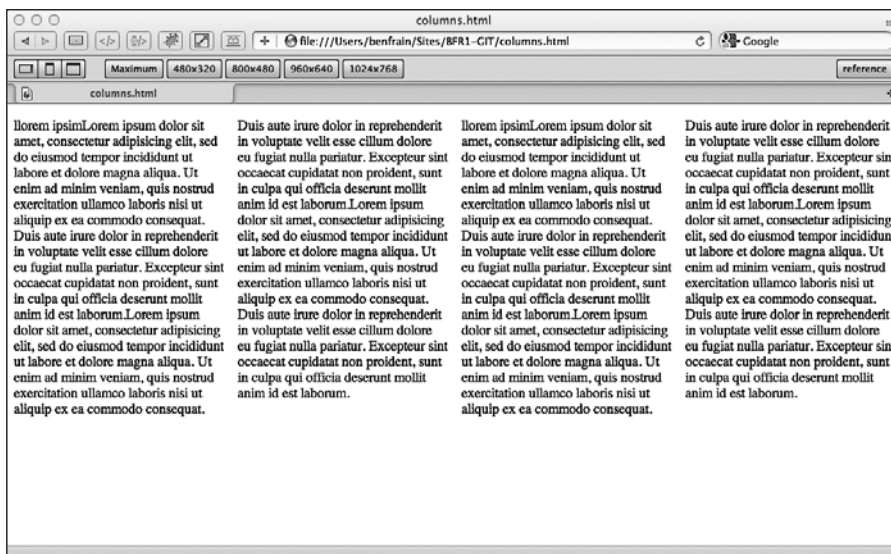 columns.html
file:///Users/benfrain/Sites/BFR1-GIT/columns.html
Google
Maximum 480x320 800x480 960x640 1024x768 reference
columns.html
llorem ipsimLorem ipsum dolor sit
amet, consectetur adipisicing elit, sed
do eiusmod tempor incididunt ut
labore et dolore magna aliqua. Ut
enim ad minim veniam, quis nostrud
exercitation ullamco laboris nisi ut
aliquip ex ea commodo consequat.
Duis aute irure dolor in reprehenderit
in voluptate velit esse cillum dolore
eu fugiat nulla pariatur. Excepteur sint
occaecat cupidatat non proident, sunt
in culpa qui officia deserunt mollit
anim id est laborum.Lorem ipsum
dolor sit amet, consectetur adipisicing
elit, sed do eiusmod tempor incididunt
ut labore et dolore magna aliqua. Ut
enim ad minim veniam, quis nostrud
exercitation ullamco laboris nisi ut
aliquip ex ea commodo consequat.
Duis aute irure dolor in reprehenderit
in voluptate velit esse cillum dolore
eu fugiat nulla pariatur. Excepteur sint
occaecat cupidatat non proident, sunt
in culpa qui officia deserunt mollit
anim id est laborum.Lorem ipsum
dolor sit amet, consectetur adipisicing
elit, sed do eiusmod tempor incididunt
ut labore et dolore magna aliqua. Ut
enim ad minim veniam, quis nostrud
exercitation ullamco laboris nisi ut
aliquip ex ea commodo consequat.
Duis aute irure dolor in reprehenderit
in voluptate velit esse cillum dolore
eu fugiat nulla pariatur. Excepteur sint
occaecat cupidatat non proident, sunt
in culpa qui officia deserunt mollit
anim id est laborum.
llorem ipsimLorem ipsum dolor sit
amet, consectetur adipisicing elit, sed
do eiusmod tempor incididunt ut
labore et dolore magna aliqua. Ut
enim ad minim veniam, quis nostrud
exercitation ullamco laboris nisi ut
aliquip ex ea commodo consequat.
Duis aute irure dolor in reprehenderit
in voluptate velit esse cillum dolore
eu fugiat nulla pariatur. Excepteur sint
occaecat cupidatat non proident, sunt
in culpa qui officia deserunt mollit
anim id est laborum.Lorem ipsum
dolor sit amet, consectetur adipisicing
elit, sed do eiusmod tempor incididunt
ut labore et dolore magna aliqua. Ut
enim ad minim veniam, quis nostrud
exercitation ullamco laboris nisi ut
aliquip ex ea commodo consequat.
Duis aute irure dolor in reprehenderit
in voluptate velit esse cillum dolore
eu fugiat nulla pariatur. Excepteur sin
occaecat cupidatat non proident, sunt
in culpa qui officia deserunt mollit
anim id est laborum.Lorem ipsum
dolor sit amet, consectetur adipisicing
elit, sed do eiusmod tempor incididun
ut labore et dolore magna aliqua. Ut
enim ad minim veniam, quis nostrud
exercitation ullamco laboris nisi ut
aliquip ex ea commodo consequat.
Duis aute irure dolor in reprehenderit
in voluptate velit esse cillum dolore
eu fugiat nulla pariatur. Excepteur sin
occaecat cupidatat non proident, sunt
in culpa qui officia deserunt mollit
anim id est laborum.